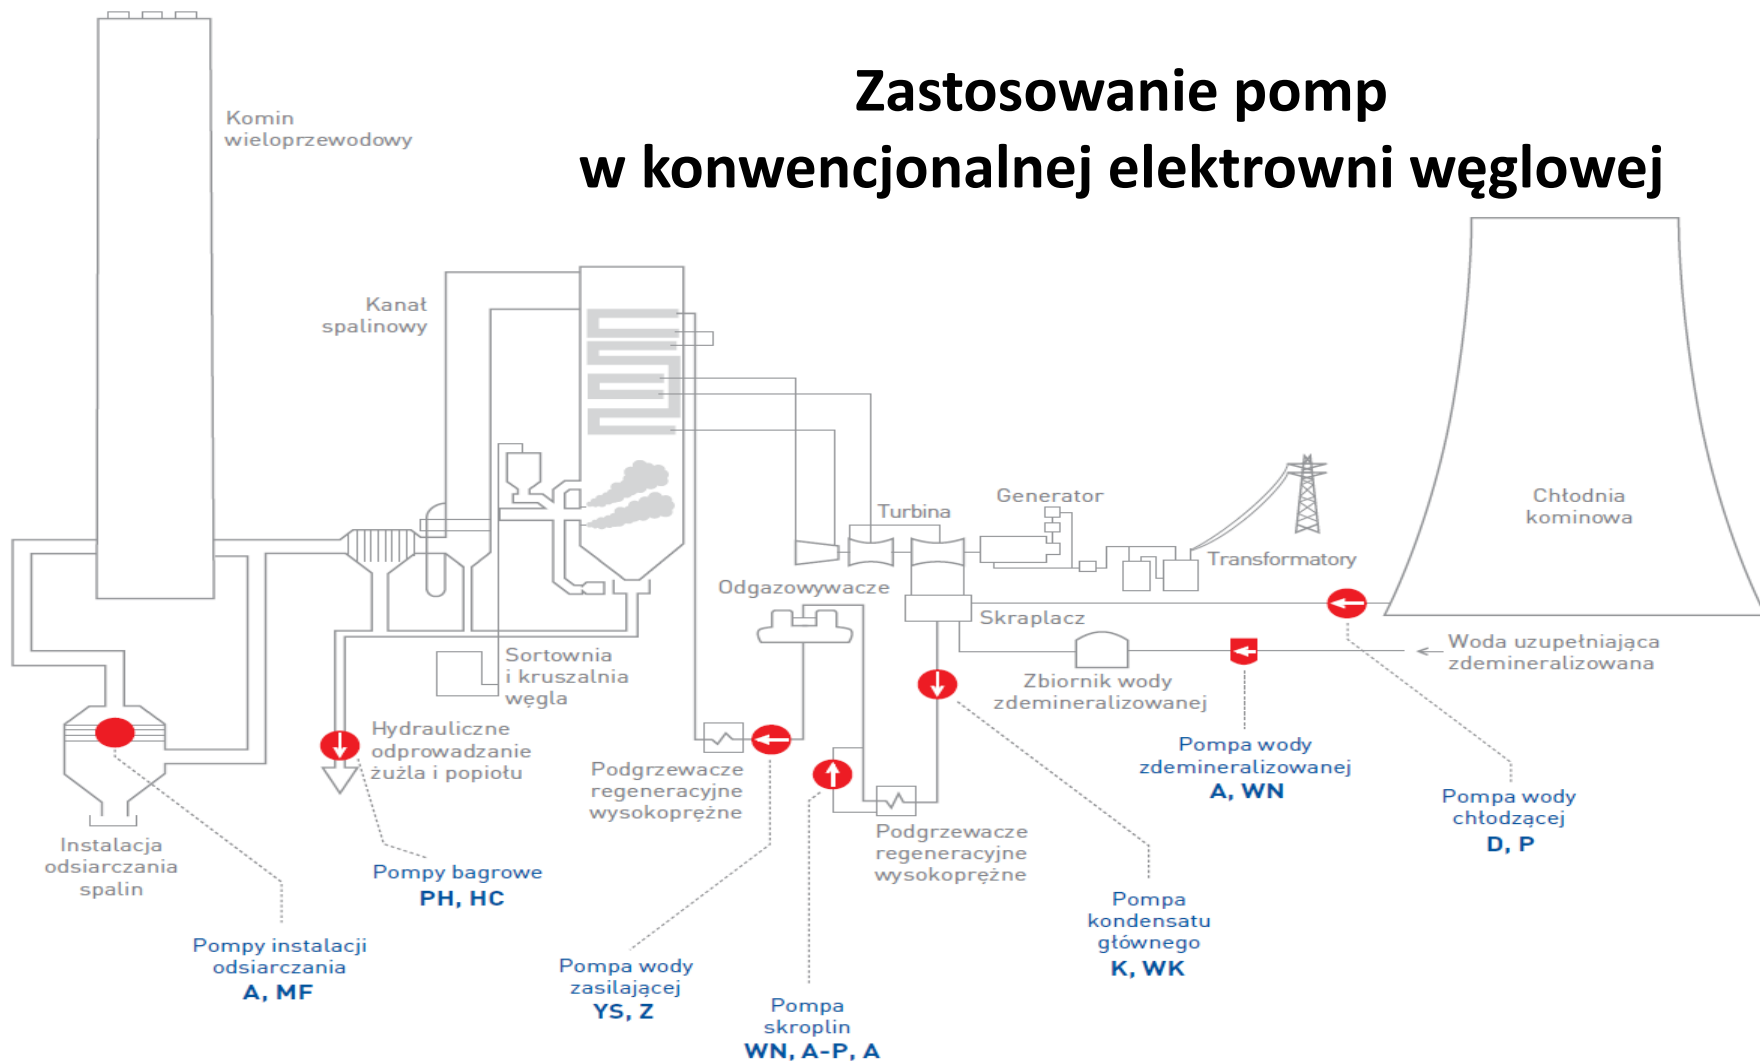 Zastosowanie pomp
w konwencjonalnej elektrowni węglowej
Komin
wieloprzewodowy
Kanał
spalinowy
Generator
Turbina
Chłodnia
kominowa
Transformatory
Odgazowywacze
Skraplacz
Woda uzupełniająca
zdemineralizowana
Sortownia
i kruszalnia
węgla
Zbiornik wody
zdemineralizowanej
Hydrauliczne
odprowadzanie
żużla i popiołu
Podgrzewacze
regeneracyjne
wysokoprężne
Pompa wody
zdemineralizowanej
A, WN
Pompa wody
chłodzącej
D, P
Podgrzewacze
regeneracyjne
wysokoprężne
Instalacja
odsiarczania
spalin
Pompy bagrowe
PH, HC
Pompa
kondensatu
głównego
K, WK
Pompy instalacji
odsiarczania
A, MF
Pompa wody
zasilającej
YS, Z
Pompa
skroplin
WN, A-P, A